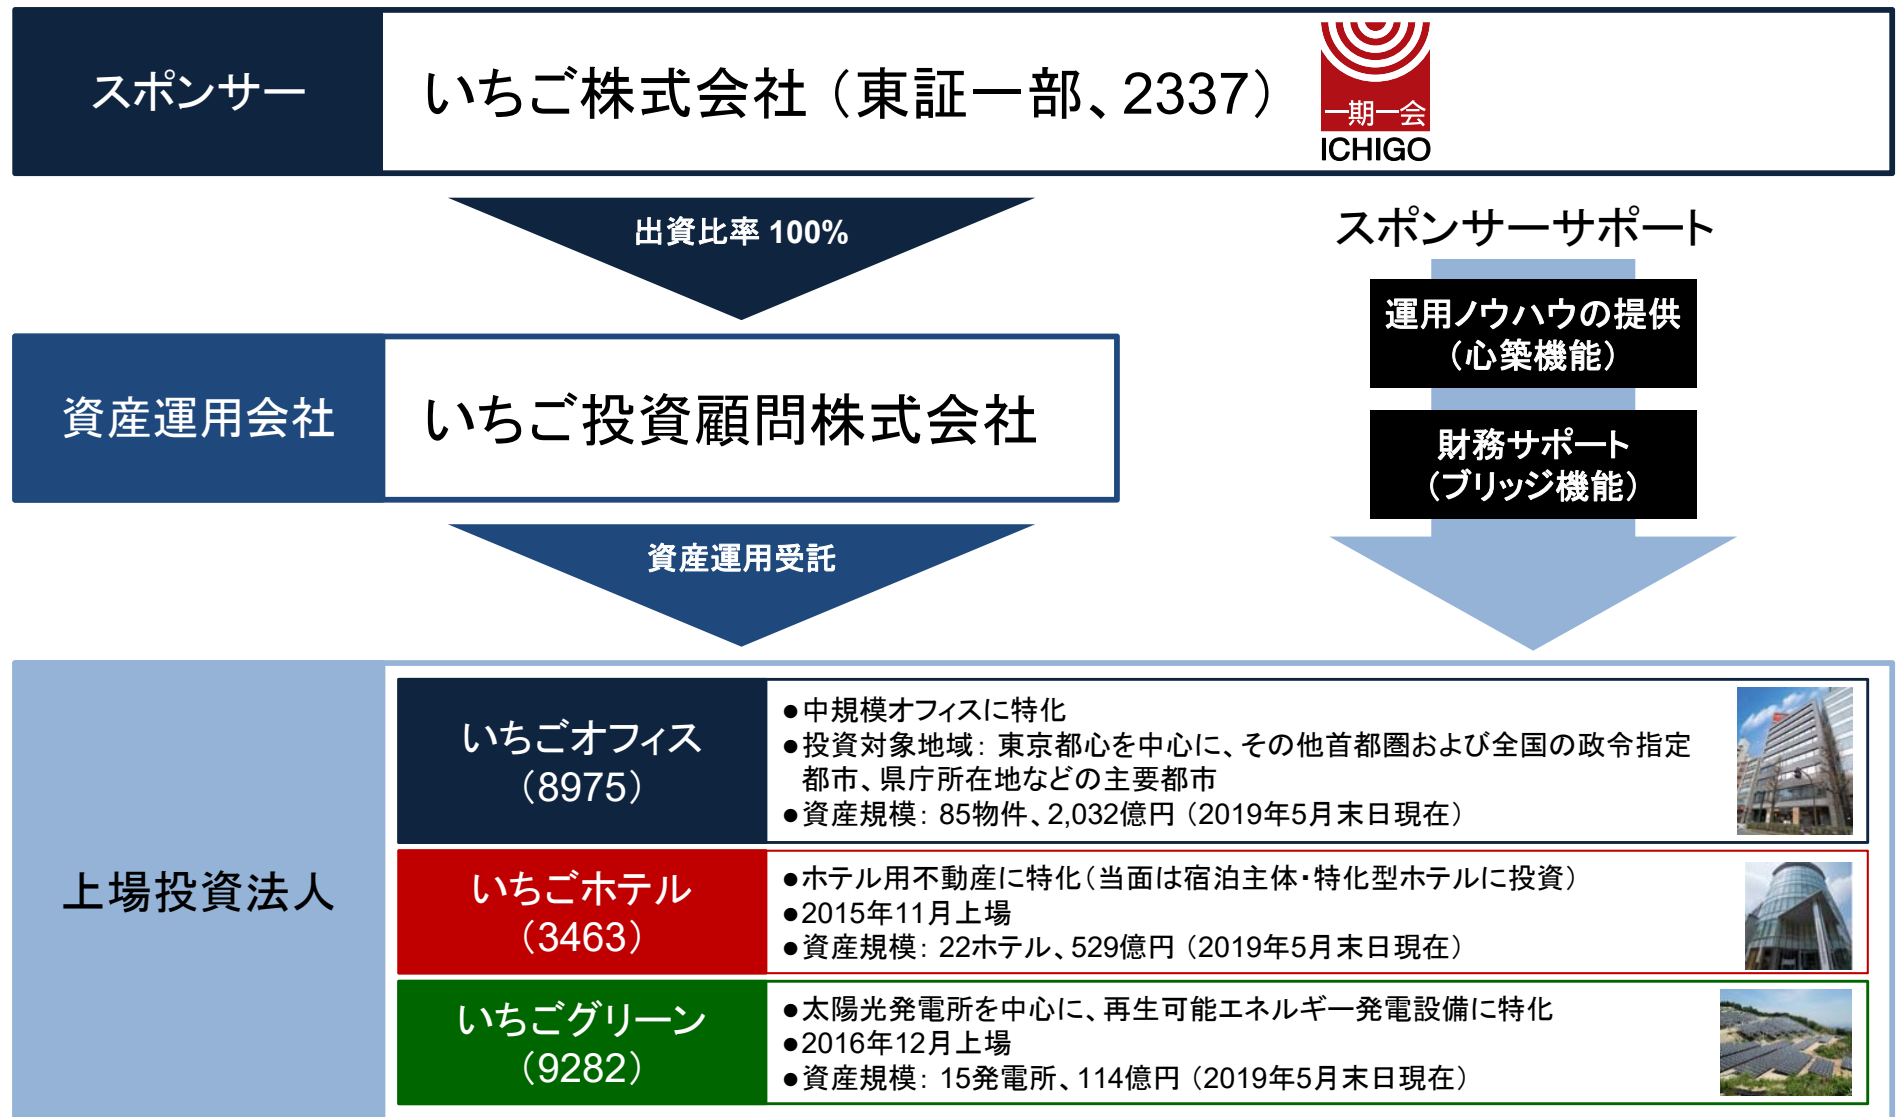 スポンサー
いちご株式会社（東証一部、2337）
一期一会
ICHIGO
出資比率 100%
スポンサーサポート
運用ノウハウの提供
（心築機能）
財務サポート
（ブリッジ機能）
資産運用会社
いちご投資顧問株式会社
資産運用受託
上場投資法人
いちごオフィス
（8975）
●中規模オフィスに特化
●投資対象地域： 東京都心を中心に、その他首都圏および全国の政令指定
都市、県庁所在地などの主要都市
●資産規模： 85物件、2,032億円（2019年5月末日現在）
いちごホテル
（3463）
●ホテル用不動産に特化（当面は宿泊主体・特化型ホテルに投資）
●2015年11月上場
●資産規模： 22ホテル、529億円（2019年5月末日現在）
いちごグリーン
（9282）
●太陽光発電所を中心に、再生可能エネルギー発電設備に特化
●2016年12月上場
●資産規模： 15発電所、114億円（2019年5月末日現在）